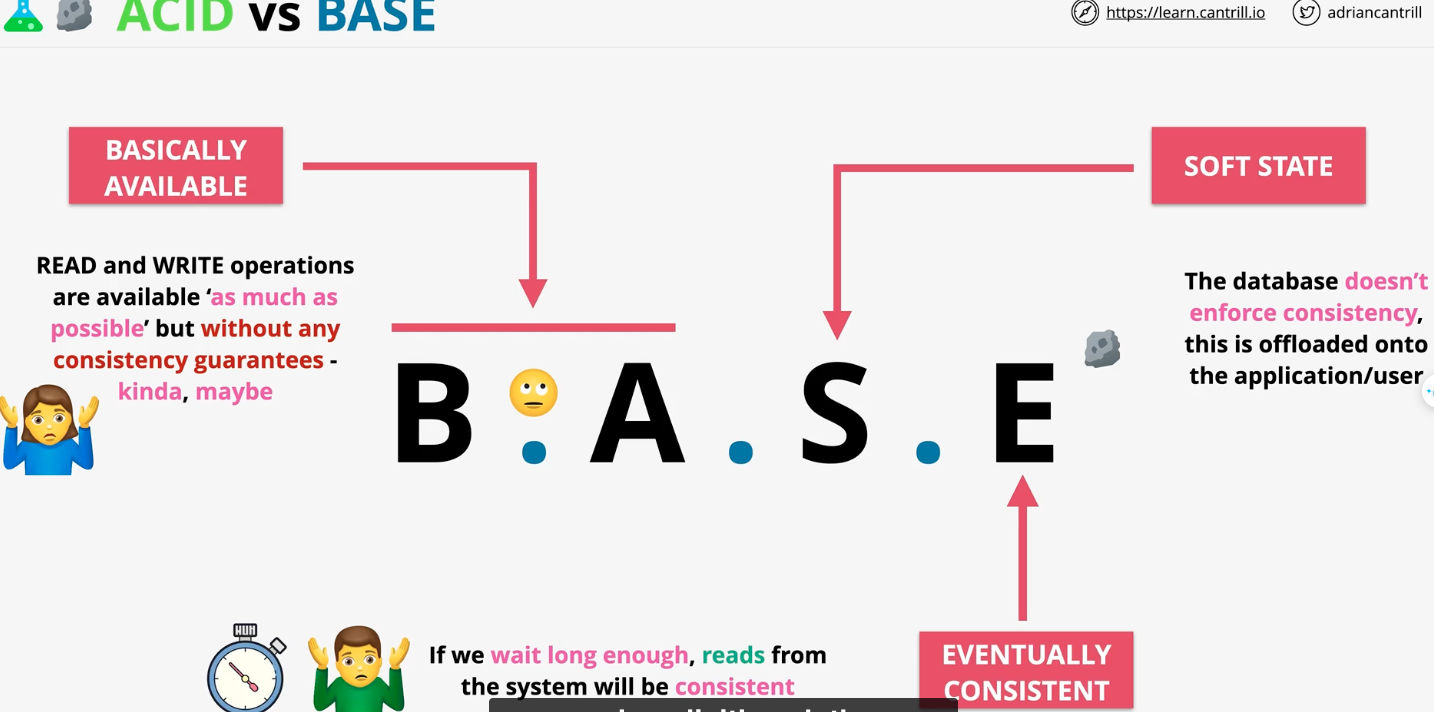 ACID vs BASE
https://learn.cantrill.io
adriancantrill
BASICALLY
AVAILABLE
READ and WRITE operations
are available ‘as much as
possible’ but without any
consistency guarantees -
kinda, maybe
SOFT STATE
The database doesn’t
enforce consistency,
this is offloaded onto
the application/user
B . A . S . E
If we wait long enough, reads from
the system will be consistent
EVENTUALLY
CONSISTENT